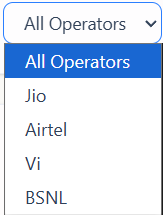 All Operators
All Operators
Jio
Airtel
Vi
BSNL